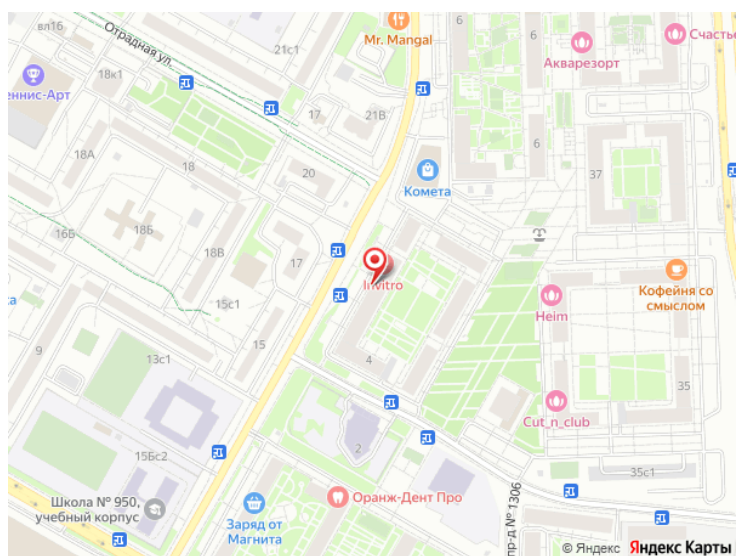 вл16
Отрадная ул.
21с1
Mr. Mangal
6
6
6
Акварезорт
Счастье
еннис-Арт
18к1
17
21В
18А
18
20
Комета
37
16Б
18Б
18В
17
Invitro
Кофейня со
смыслом
ка
15с1
Heim
9
13с1
15
4
35
Cut_n_club
15Бс2
2
35с1
Школа № 950,
учебный корпус
Заряд от
Магнита
Оранж-Дент Про
пр-д № 1306
© Яндекс Яндекс Карты